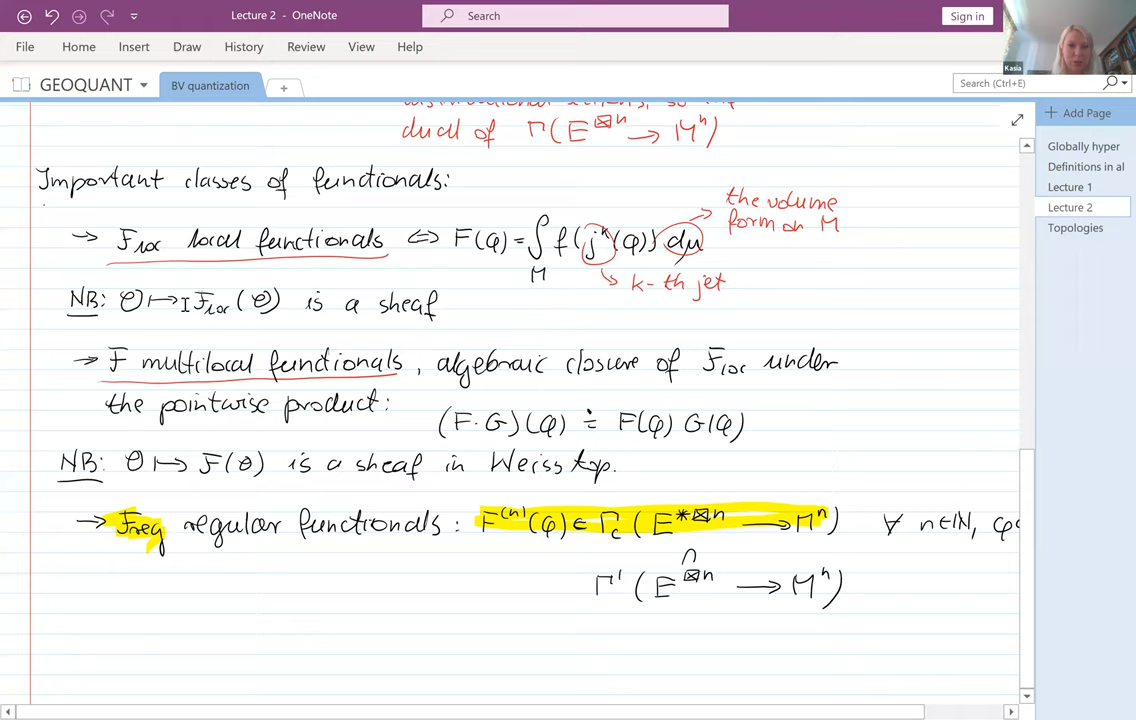 Lecture 2 - OneNote
Search
Sign in
File Home Insert Draw History Review View Help
Kasia
GEOQUANT
BV quantization
Search (Ctrl+E)
Add Page
Globally hyper
Definitions in al
Lecture 1
Lecture 2
Topologies
dual of Γ(E^⊠n → M^n)
Important classes of functionals:
→ F_loc local functionals ⇔ F(φ) = ∫_M f(j^k(φ)) dμ
the volume
form on M
k-th jet
NB: O ↦ F_loc(O) is a sheaf
→ F multilocal functionals, algebraic closure of F_loc under
the pointwise product:
(F·G)(φ) ≐ F(φ) G(φ)
NB: O ↦ F(O) is a sheaf in Weiss top.
→ F_reg regular functionals: F^(n)(φ) ∈ Γ_c(E^*⊠n → M^n) ∀ n∈ℕ, φ∈
∩
Γ'(E^⊠n → M^n)